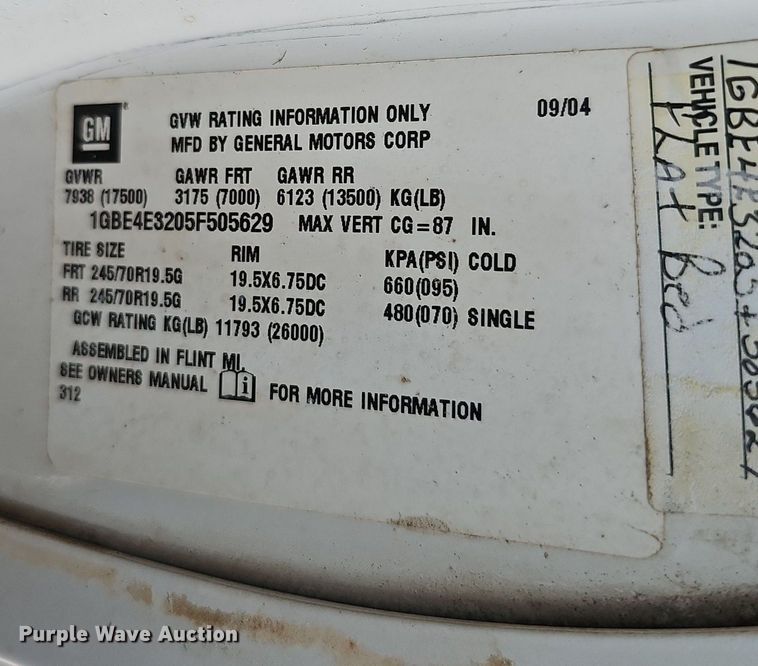 GM
GVW RATING INFORMATION ONLY 09/04
MFD BY GENERAL MOTORS CORP
GVWR GAWR FRT GAWR RR
7938 (17500) 3175 (7000) 6123 (13500) KG(LB)
1GBE4E3205F505629 MAX VERT CG=87 IN.
TIRE SIZE RIM KPA(PSI) COLD
FRT 245/70R19.5G 19.5X6.75DC 660(095)
RR 245/70R19.5G 19.5X6.75DC 480(070) SINGLE
GCW RATING KG(LB) 11793 (26000)
ASSEMBLED IN FLINT MI.
SEE OWNERS MANUAL i FOR MORE INFORMATION
312
VEHICLE TYPE:
FLAt Bed
Purple Wave Auction